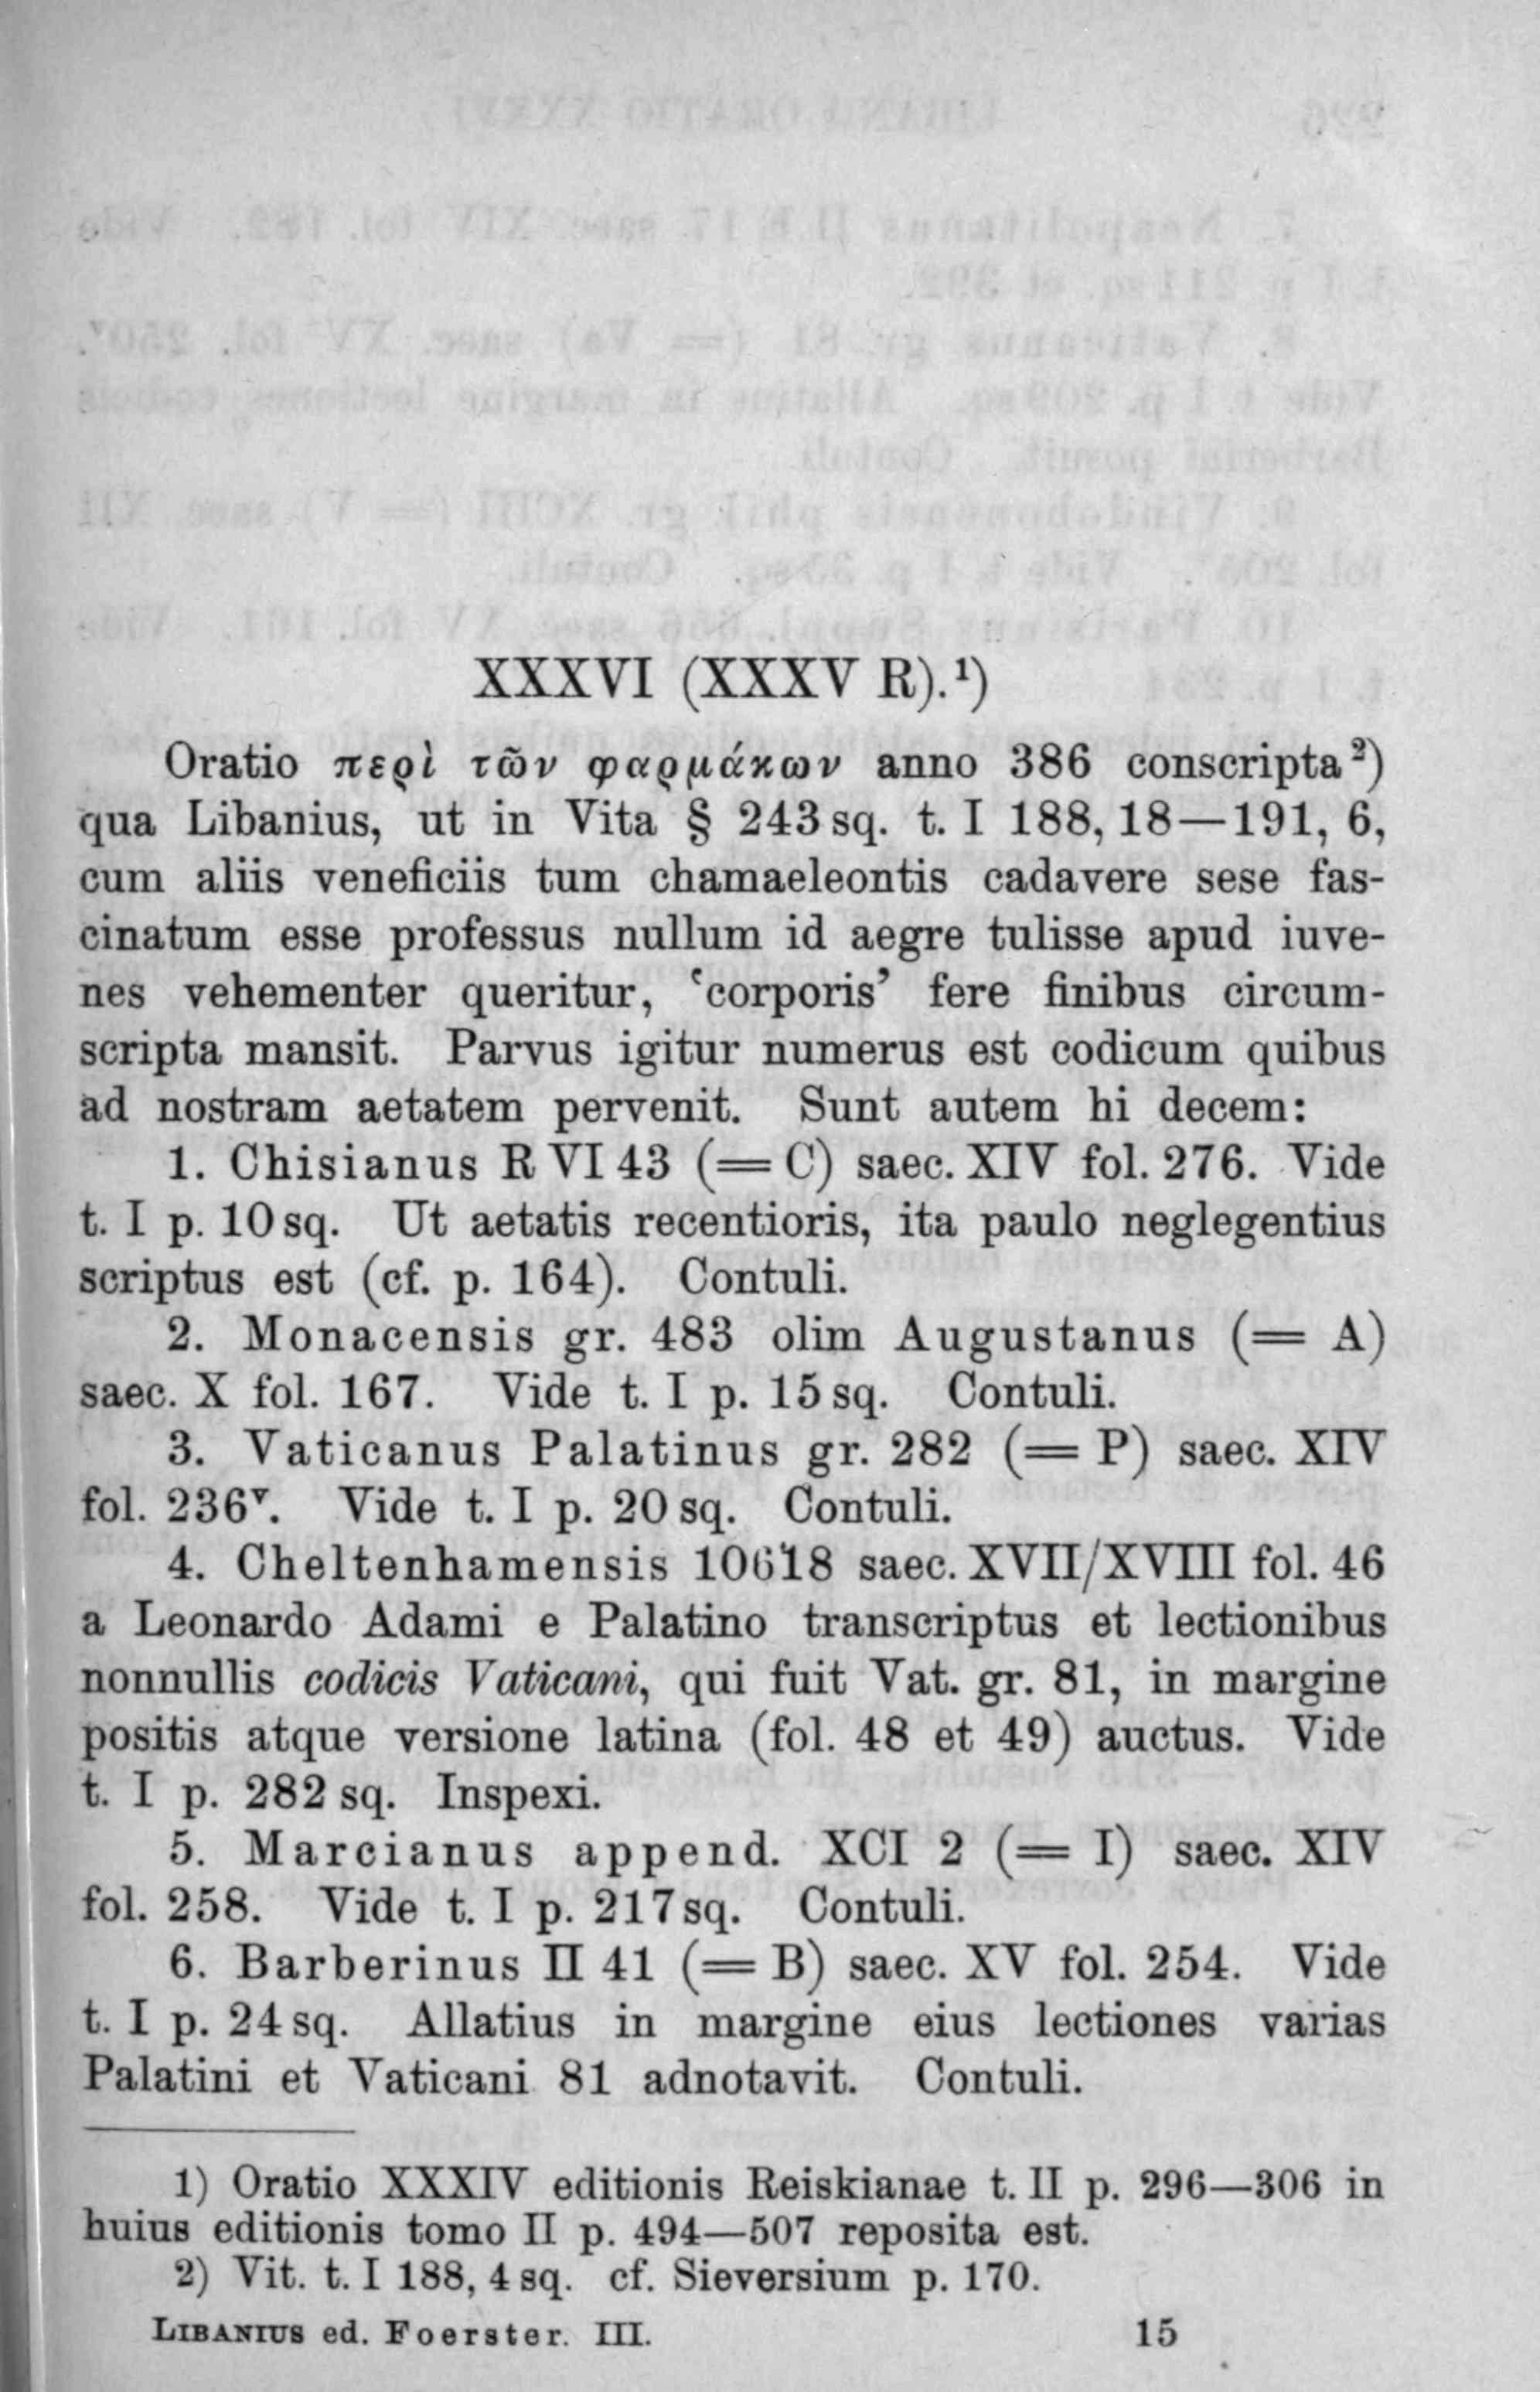 XXXVI (XXXV R).¹)
Oratio περὶ τῶν φαρμάκων anno 386 conscripta²)
qua Libanius, ut in Vita § 243 sq. t. I 188, 18—191, 6,
cum aliis veneficiis tum chamaeleontis cadavere sese fas-
cinatum esse professus nullum id aegre tulisse apud iuve-
nes vehementer queritur, ‘corporis’ fere finibus circum-
scripta mansit. Parvus igitur numerus est codicum quibus
ad nostram aetatem pervenit. Sunt autem hi decem:
1. Chisianus R VI 43 (= C) saec. XIV fol. 276. Vide
t. I p. 10 sq. Ut aetatis recentioris, ita paulo neglegentius
scriptus est (cf. p. 164). Contuli.
2. Monacensis gr. 483 olim Augustanus (= A)
saec. X fol. 167. Vide t. I p. 15 sq. Contuli.
3. Vaticanus Palatinus gr. 282 (= P) saec. XIV
fol. 236ᵛ. Vide t. I p. 20 sq. Contuli.
4. Cheltenhamensis 10618 saec. XVII/XVIII fol. 46
a Leonardo Adami e Palatino transcriptus et lectionibus
nonnullis codicis Vaticani, qui fuit Vat. gr. 81, in margine
positis atque versione latina (fol. 48 et 49) auctus. Vide
t. I p. 282 sq. Inspexi.
5. Marcianus append. XCI 2 (= I) saec. XIV
fol. 258. Vide t. I p. 217 sq. Contuli.
6. Barberinus II 41 (= B) saec. XV fol. 254. Vide
t. I p. 24 sq. Allatius in margine eius lectiones varias
Palatini et Vaticani 81 adnotavit. Contuli.
1) Oratio XXXIV editionis Reiskianae t. II p. 296—306 in
huius editionis tomo II p. 494—507 reposita est.
2) Vit. t. I 188, 4 sq. cf. Sieversium p. 170.
LIBANIUS ed. Foerster. III. 15